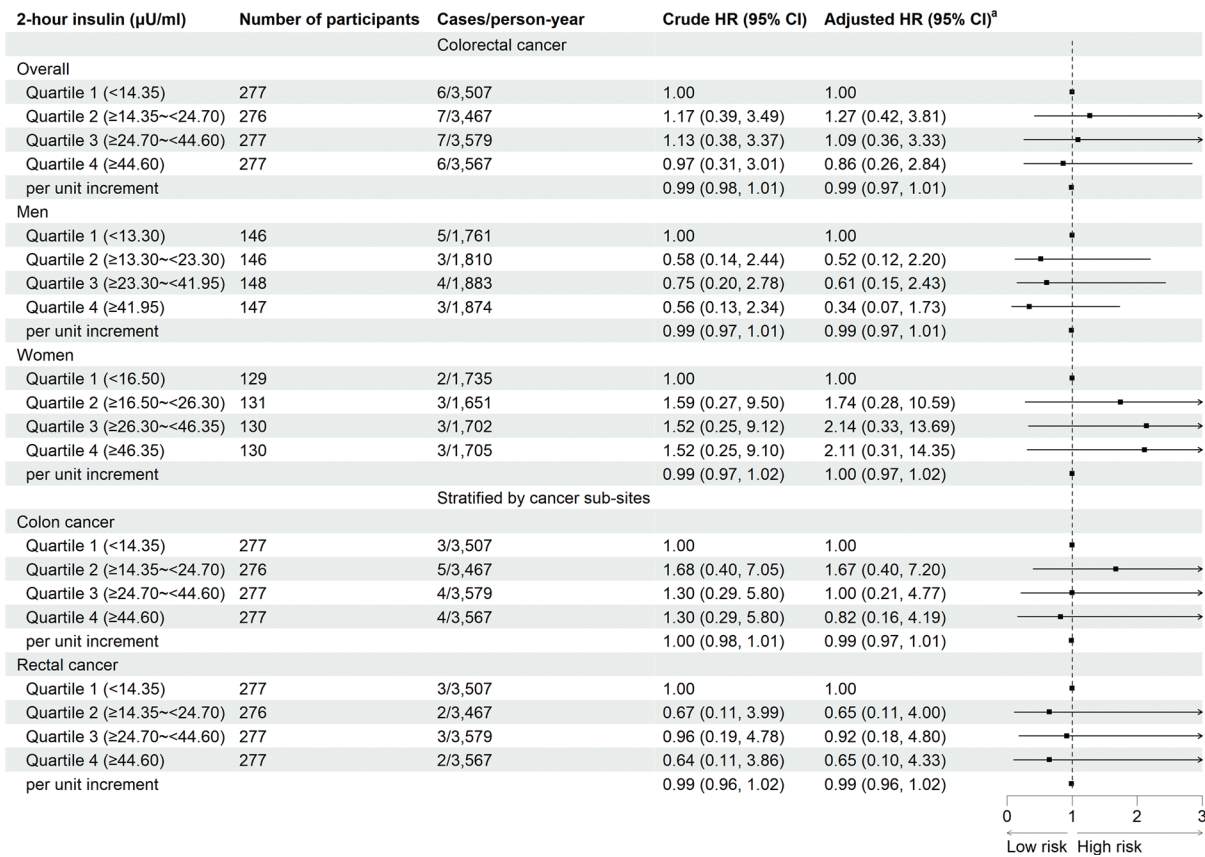 2-hour insulin (µU/ml) Number of participants Cases/person-year Crude HR (95% CI) Adjusted HR (95% CI)a
Colorectal cancer
Overall
Quartile 1 (<14.35) 277 6/3,507 1.00 1.00
Quartile 2 (≥14.35~<24.70) 276 7/3,467 1.17 (0.39, 3.49) 1.27 (0.42, 3.81)
Quartile 3 (≥24.70~<44.60) 277 7/3,579 1.13 (0.38, 3.37) 1.09 (0.36, 3.33)
Quartile 4 (≥44.60) 277 6/3,567 0.97 (0.31, 3.01) 0.86 (0.26, 2.84)
per unit increment 0.99 (0.98, 1.01) 0.99 (0.97, 1.01)
Men
Quartile 1 (<13.30) 146 5/1,761 1.00 1.00
Quartile 2 (≥13.30~<23.30) 146 3/1,810 0.58 (0.14, 2.44) 0.52 (0.12, 2.20)
Quartile 3 (≥23.30~<41.95) 148 4/1,883 0.75 (0.20, 2.78) 0.61 (0.15, 2.43)
Quartile 4 (≥41.95) 147 3/1,874 0.56 (0.13, 2.34) 0.34 (0.07, 1.73)
per unit increment 0.99 (0.97, 1.01) 0.99 (0.97, 1.01)
Women
Quartile 1 (<16.50) 129 2/1,735 1.00 1.00
Quartile 2 (≥16.50~<26.30) 131 3/1,651 1.59 (0.27, 9.50) 1.74 (0.28, 10.59)
Quartile 3 (≥26.30~<46.35) 130 3/1,702 1.52 (0.25, 9.12) 2.14 (0.33, 13.69)
Quartile 4 (≥46.35) 130 3/1,705 1.52 (0.25, 9.10) 2.11 (0.31, 14.35)
per unit increment 0.99 (0.97, 1.02) 1.00 (0.97, 1.02)
Stratified by cancer sub-sites
Colon cancer
Quartile 1 (<14.35) 277 3/3,507 1.00 1.00
Quartile 2 (≥14.35~<24.70) 276 5/3,467 1.68 (0.40, 7.05) 1.67 (0.40, 7.20)
Quartile 3 (≥24.70~<44.60) 277 4/3,579 1.30 (0.29. 5.80) 1.00 (0.21, 4.77)
Quartile 4 (≥44.60) 277 4/3,567 1.30 (0.29, 5.80) 0.82 (0.16, 4.19)
per unit increment 1.00 (0.98, 1.01) 0.99 (0.97, 1.01)
Rectal cancer
Quartile 1 (<14.35) 277 3/3,507 1.00 1.00
Quartile 2 (≥14.35~<24.70) 276 2/3,467 0.67 (0.11, 3.99) 0.65 (0.11, 4.00)
Quartile 3 (≥24.70~<44.60) 277 3/3,579 0.96 (0.19, 4.78) 0.92 (0.18, 4.80)
Quartile 4 (≥44.60) 277 2/3,567 0.64 (0.11, 3.86) 0.65 (0.10, 4.33)
per unit increment 0.99 (0.96, 1.02) 0.99 (0.96, 1.02)
0 1 2 3
Low risk High risk